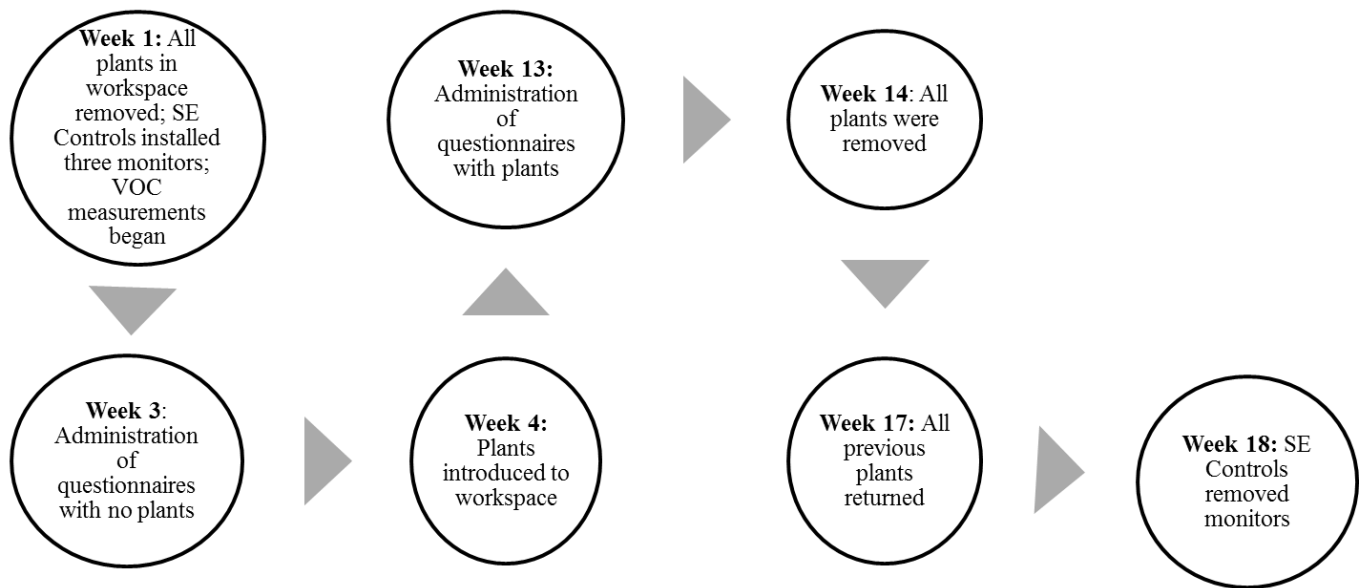 Week 1: All
plants in
workspace
removed; SE
Controls installed
three monitors;
VOC
measurements
began
Week 3:
Administration
of
questionnaires
with no plants
Week 4:
Plants
introduced to
workspace
Week 13:
Administration
of
questionnaires
with plants
Week 14: All
plants were
removed
Week 17: All
previous
plants
returned
Week 18: SE
Controls
removed
monitors